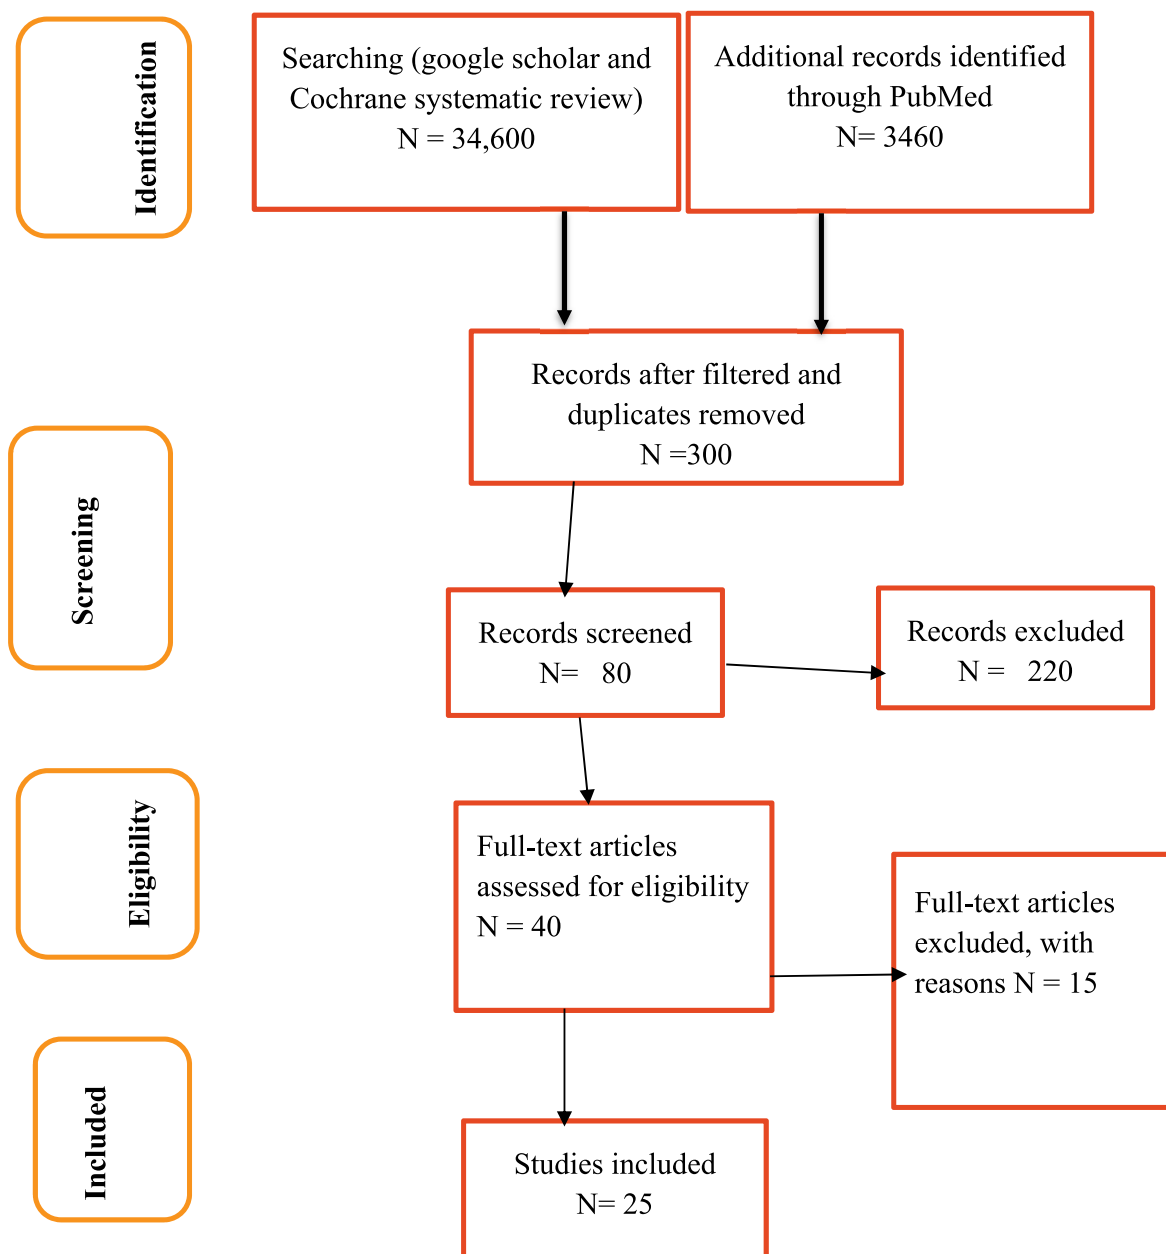 Identification
Searching (google scholar and
Cochrane systematic review)
N = 34,600
Additional records identified
through PubMed
N= 3460
Records after filtered and
duplicates removed
N =300
Screening
Records screened
N= 80
Records excluded
N = 220
Eligibility
Full-text articles
assessed for eligibility
N = 40
Full-text articles
excluded, with
reasons N = 15
Included
Studies included
N= 25